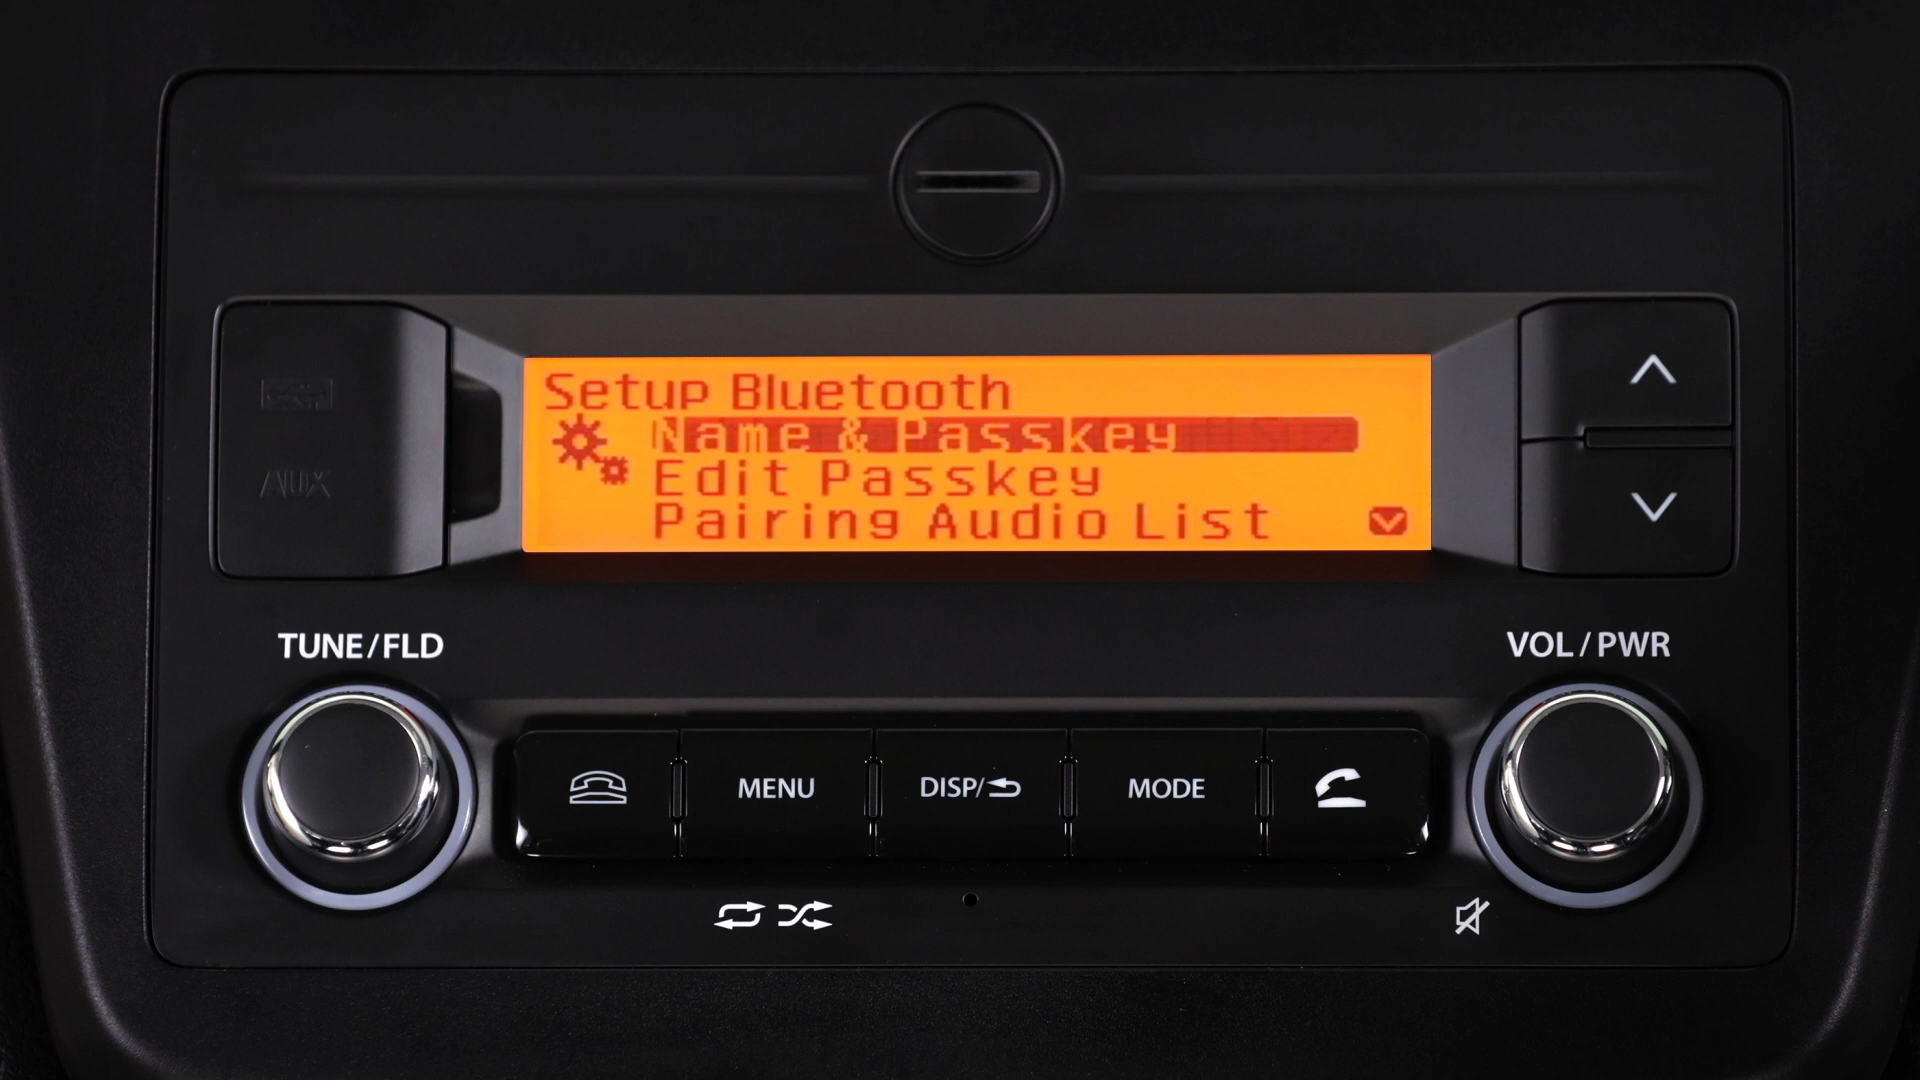 Setup Bluetooth
Name & Passkey
Edit Passkey
Pairing Audio List
AUX
TUNE/FLD
VOL/PWR
MENU
DISP/
MODE